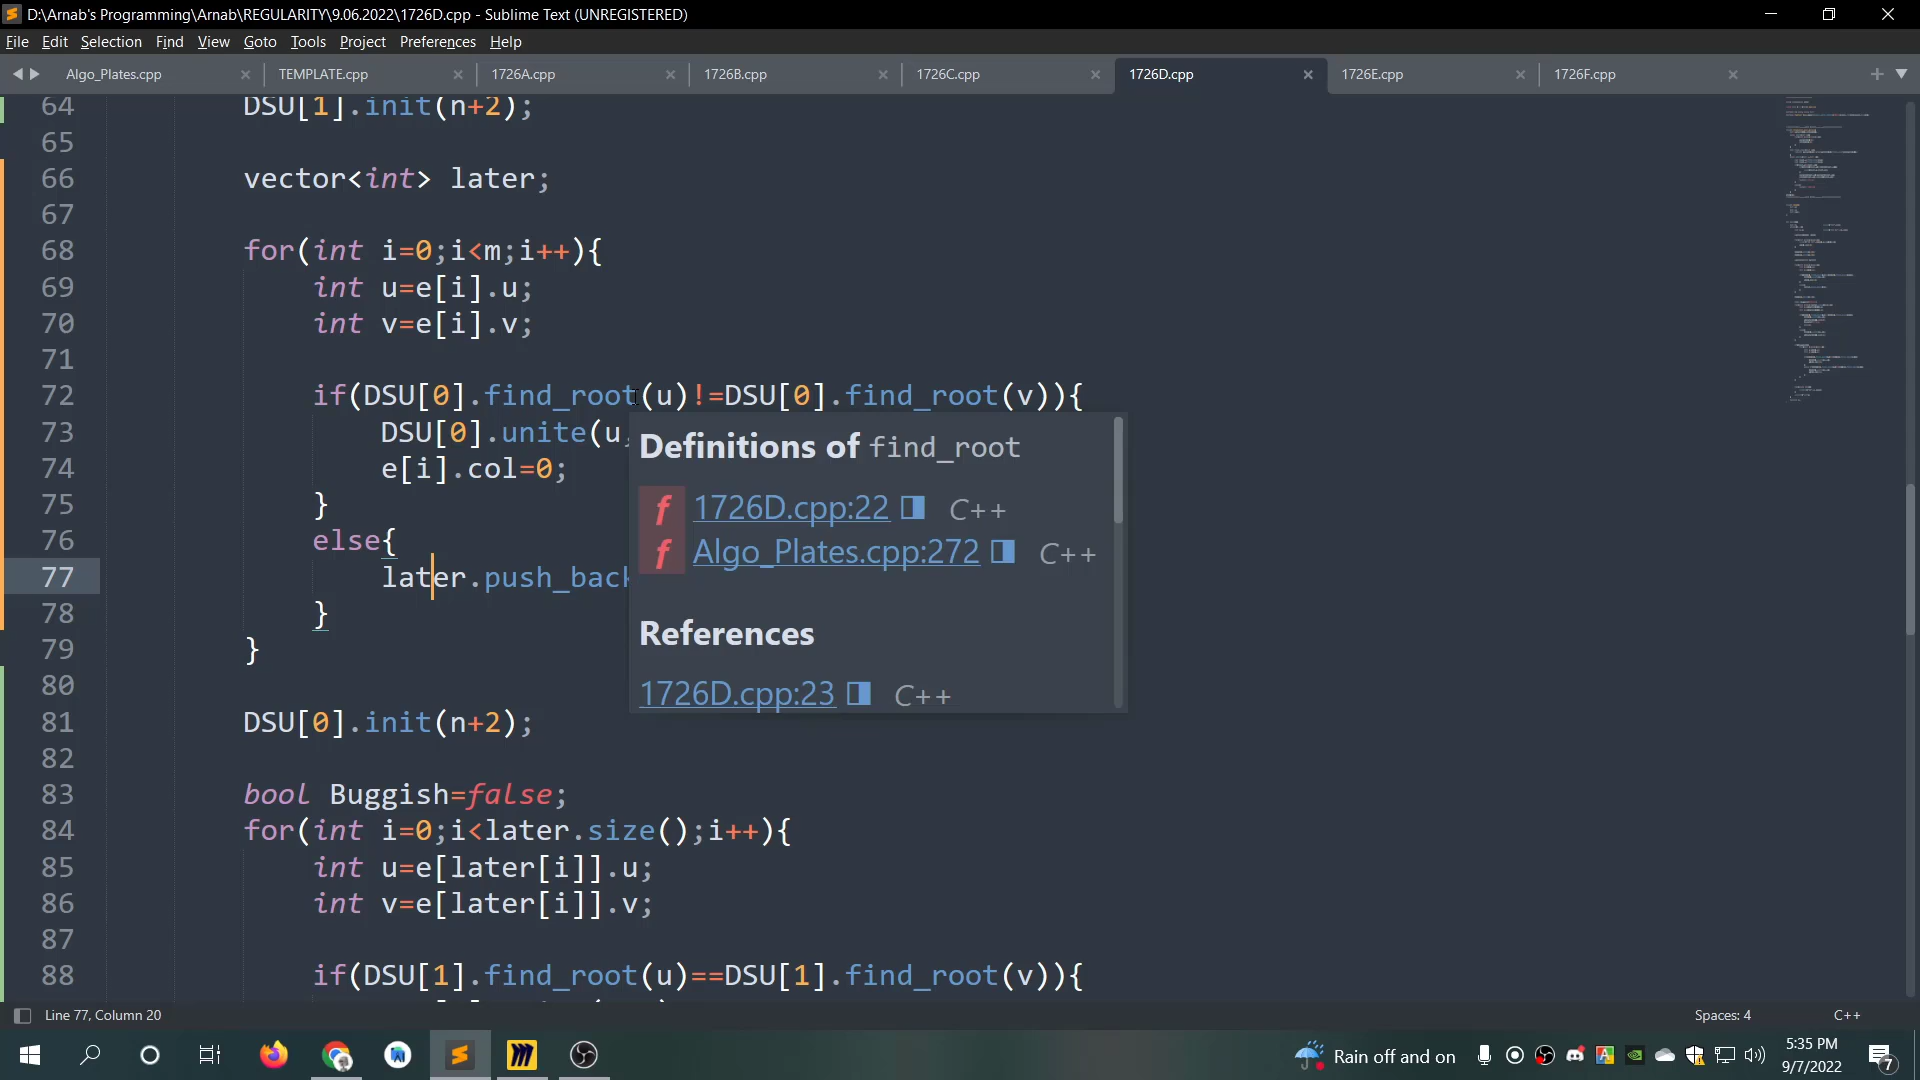 D:\Arnab's Programming\Arnab\REGULARITY\9.06.2022\1726D.cpp - Sublime Text (UNREGISTERED)
File Edit Selection Find View Goto Tools Project Preferences Help
Algo_Plates.cpp TEMPLATE.cpp 1726A.cpp 1726B.cpp 1726C.cpp 1726D.cpp 1726E.cpp 1726F.cpp
64 DSU[1].init(n+2);
65
66 vector<int> later;
67
68 for(int i=0;i<m;i++){
69 int u=e[i].u;
70 int v=e[i].v;
71
72 if(DSU[0].find_root(u)!=DSU[0].find_root(v)){
73 DSU[0].unite(u,
74 e[i].col=0;
75 }
76 else{
77 later.push_back
78 }
79 }
80
81 DSU[0].init(n+2);
82
83 bool Buggish=false;
84 for(int i=0;i<later.size();i++){
85 int u=e[later[i]].u;
86 int v=e[later[i]].v;
87
88 if(DSU[1].find_root(u)==DSU[1].find_root(v)){
Definitions of find_root
f 1726D.cpp:22 C++
f Algo_Plates.cpp:272 C++
References
1726D.cpp:23 C++
Line 77, Column 20 Spaces: 4 C++
Rain off and on 5:35 PM
9/7/2022 7